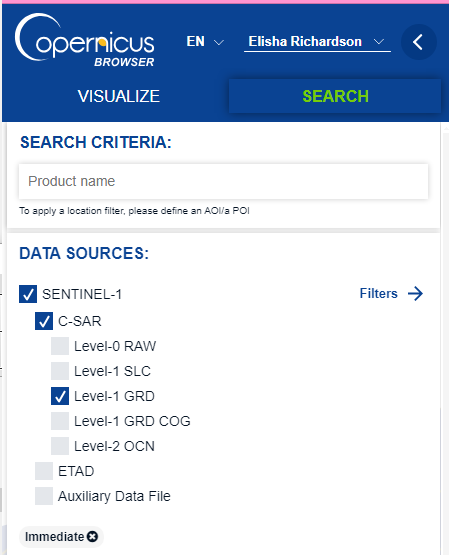 Copernicus
BROWSER
EN Elisha Richardson
VISUALIZE SEARCH
SEARCH CRITERIA:
Product name
To apply a location filter, please define an AOI/a POI
DATA SOURCES:
SENTINEL-1 Filters
C-SAR
Level-0 RAW
Level-1 SLC
Level-1 GRD
Level-1 GRD COG
Level-2 OCN
ETAD
Auxiliary Data File
Immediate